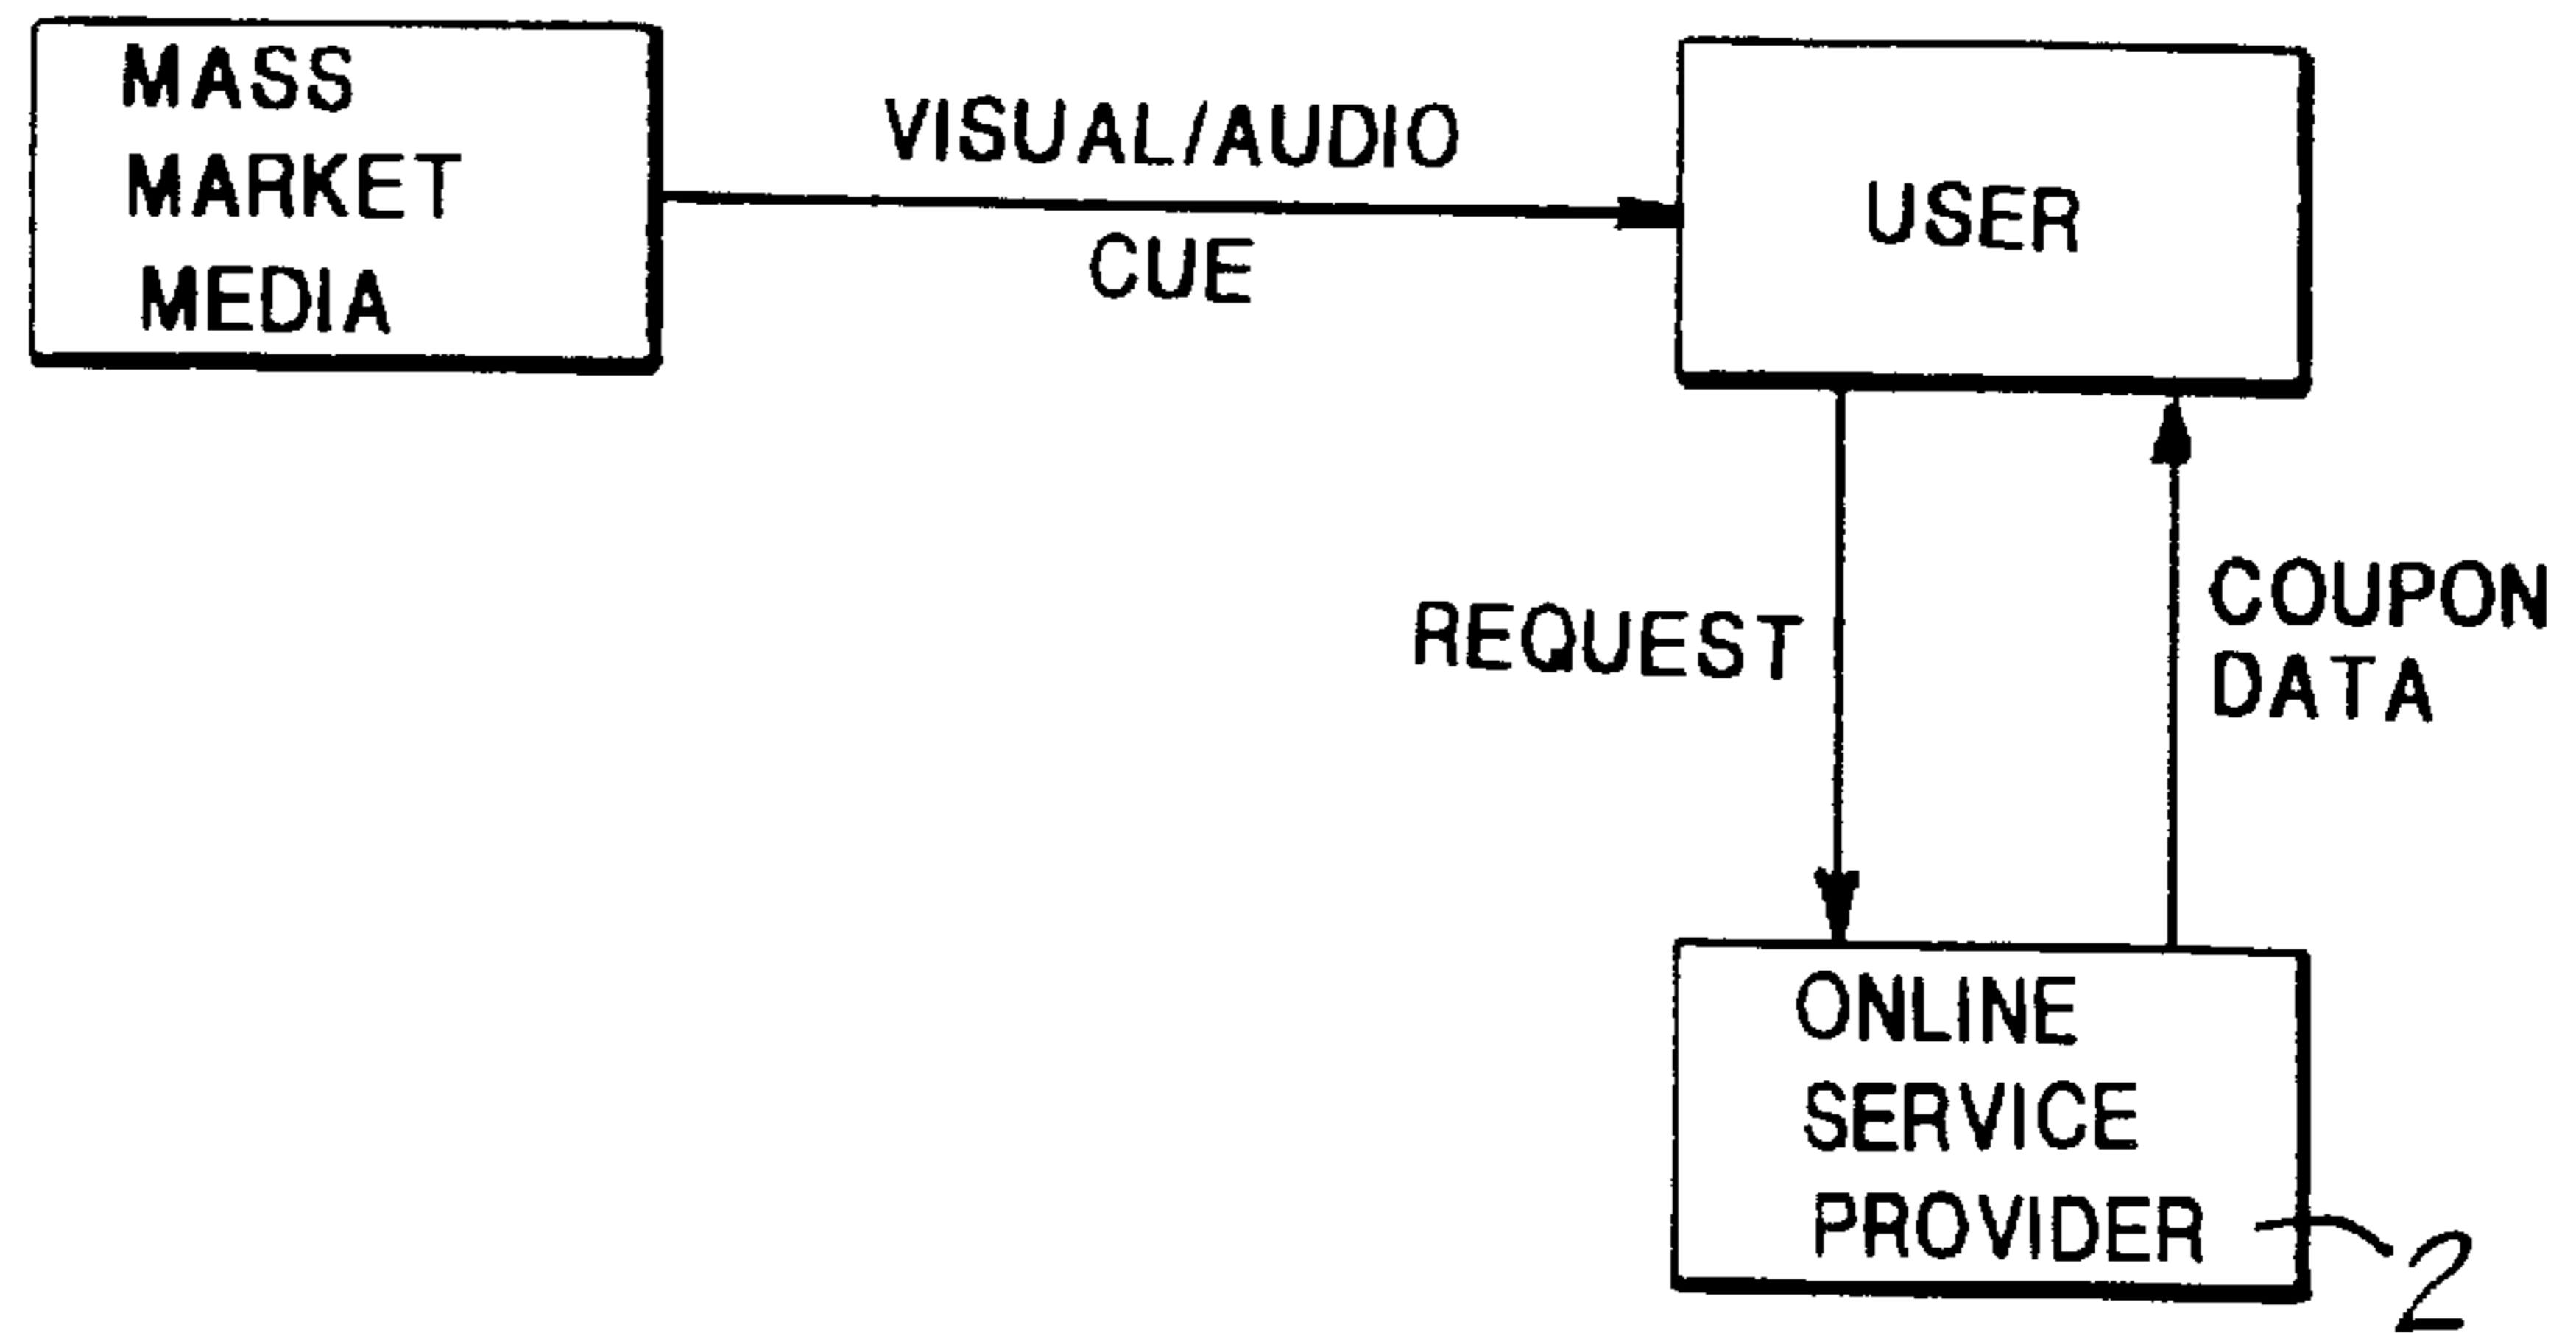 MASS
MARKET
MEDIA
VISUAL/AUDIO
CUE
USER
REQUEST
COUPON
DATA
ONLINE
SERVICE
PROVIDER
2